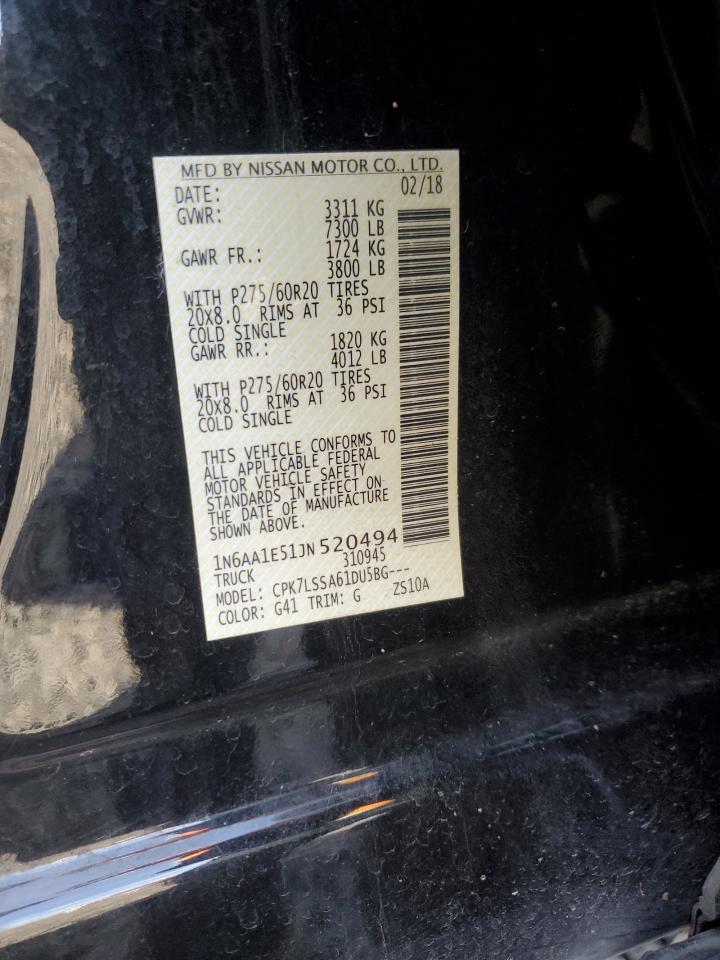 MFD BY NISSAN MOTOR CO., LTD.
DATE: 02/18
GVWR: 3311 KG
7300 LB
GAWR FR.: 1724 KG
3800 LB
WITH P275/60R20 TIRES
20X8.0 RIMS AT 36 PSI
COLD SINGLE
GAWR RR.: 1820 KG
4012 LB
WITH P275/60R20 TIRES
20X8.0 RIMS AT 36 PSI
COLD SINGLE
THIS VEHICLE CONFORMS TO
ALL APPLICABLE FEDERAL
MOTOR VEHICLE SAFETY
STANDARDS IN EFFECT ON
THE DATE OF MANUFACTURE
SHOWN ABOVE.
1N6AA1E51JN520494
TRUCK 310945
MODEL: CPK7LSSA61DU5BG---
COLOR: G41 TRIM: G ZS10A